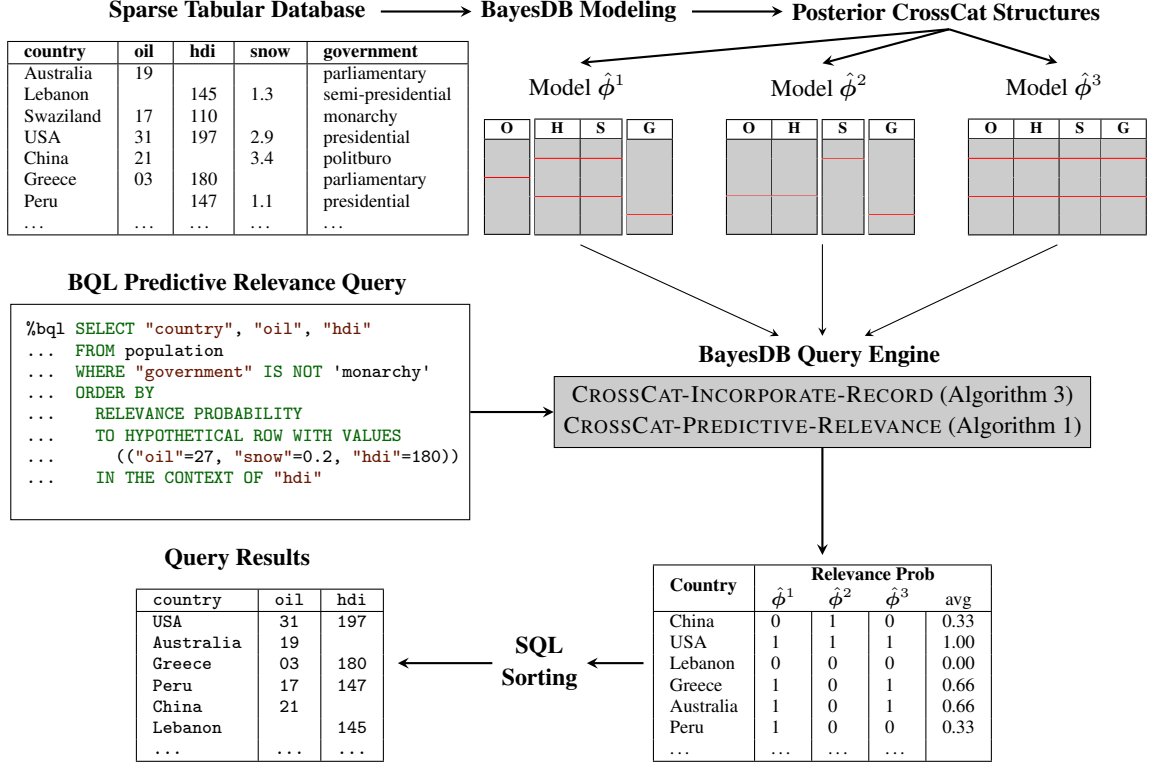 Sparse Tabular Database BayesDB Modeling Posterior CrossCat Structures
country oil hdi snow government
Australia 19 parliamentary
Lebanon 145 1.3 semi-presidential
Swaziland 17 110 monarchy
USA 31 197 2.9 presidential
China 21 3.4 politburo
Greece 03 180 parliamentary
Peru 147 1.1 presidential
... ... ... ... ...
Model ϕ̂¹ Model ϕ̂² Model ϕ̂³
O H S G O H S G O H S G
BQL Predictive Relevance Query
%bql SELECT "country", "oil", "hdi"
... FROM population
... WHERE "government" IS NOT 'monarchy'
... ORDER BY
... RELEVANCE PROBABILITY
... TO HYPOTHETICAL ROW WITH VALUES
... (("oil"=27, "snow"=0.2, "hdi"=180))
... IN THE CONTEXT OF "hdi"
BayesDB Query Engine
CROSSCAT-INCORPORATE-RECORD (Algorithm 3)
CROSSCAT-PREDICTIVE-RELEVANCE (Algorithm 1)
Query Results
country oil hdi
USA 31 197
Australia 19
Greece 03 180
Peru 17 147
China 21
Lebanon 145
... ... ...
SQL
Sorting
Country Relevance Prob
ϕ̂¹ ϕ̂² ϕ̂³ avg
China 0 1 0 0.33
USA 1 1 1 1.00
Lebanon 0 0 0 0.00
Greece 1 0 1 0.66
Australia 1 0 1 0.66
Peru 1 0 0 0.33
... ... ... ...